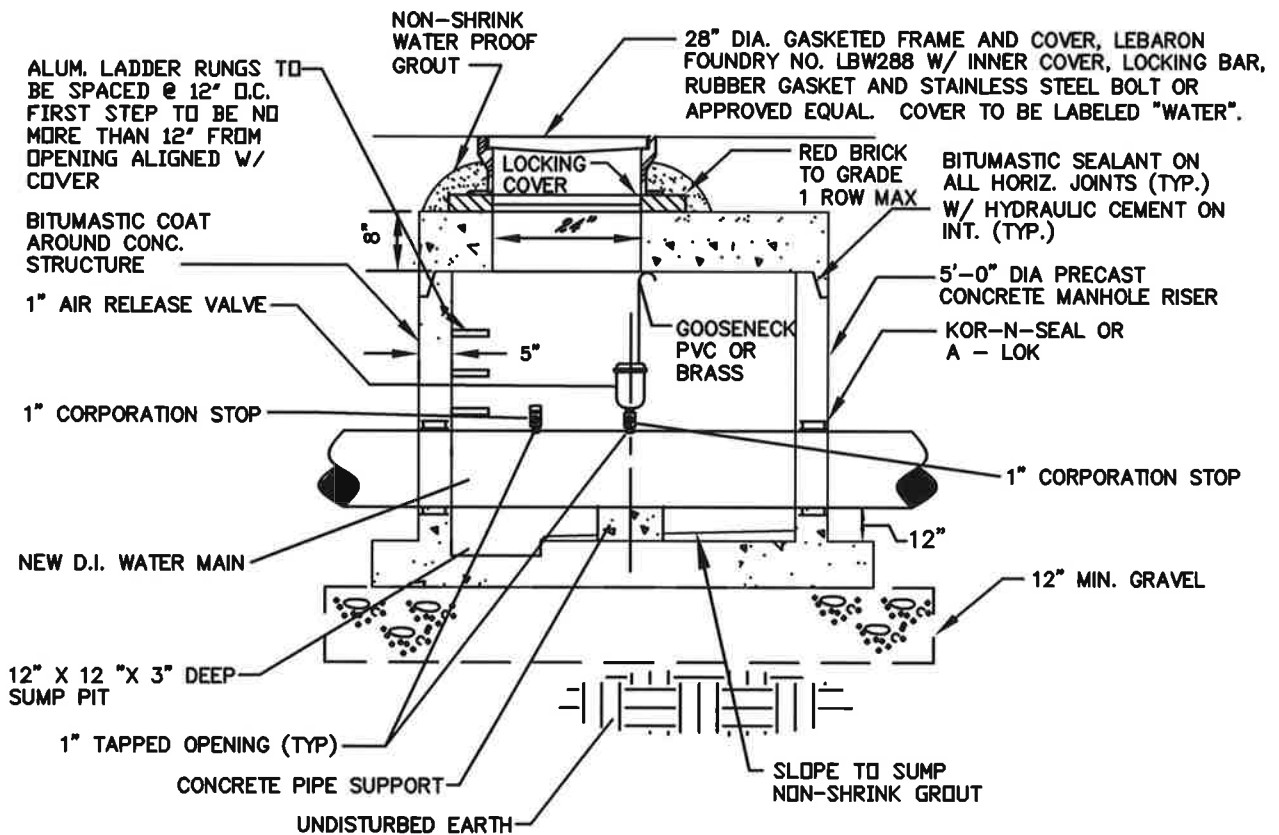 NON-SHRINK
WATER PROOF
GROUT
28" DIA. GASKETED FRAME AND COVER, LEBARON
FOUNDRY NO. LBW288 W/ INNER COVER, LOCKING BAR,
RUBBER GASKET AND STAINLESS STEEL BOLT OR
APPROVED EQUAL. COVER TO BE LABELED "WATER".
ALUM. LADDER RUNGS TO
BE SPACED @ 12" O.C.
FIRST STEP TO BE NO
MORE THAN 12" FROM
OPENING ALIGNED W/
COVER
LOCKING
COVER
RED BRICK
TO GRADE
1 ROW MAX
BITUMASTIC SEALANT ON
ALL HORIZ. JOINTS (TYP.)
W/ HYDRAULIC CEMENT ON
INT. (TYP.)
BITUMASTIC COAT
AROUND CONC.
STRUCTURE
8"
24"
5'-0" DIA PRECAST
CONCRETE MANHOLE RISER
1" AIR RELEASE VALVE
GOOSENECK
PVC OR
BRASS
KOR-N-SEAL OR
A - LOK
5"
1" CORPORATION STOP
1" CORPORATION STOP
NEW D.I. WATER MAIN
12"
12" MIN. GRAVEL
12" X 12 "X 3" DEEP
SUMP PIT
1" TAPPED OPENING (TYP)
CONCRETE PIPE SUPPORT
SLOPE TO SUMP
NON-SHRINK GROUT
UNDISTURBED EARTH